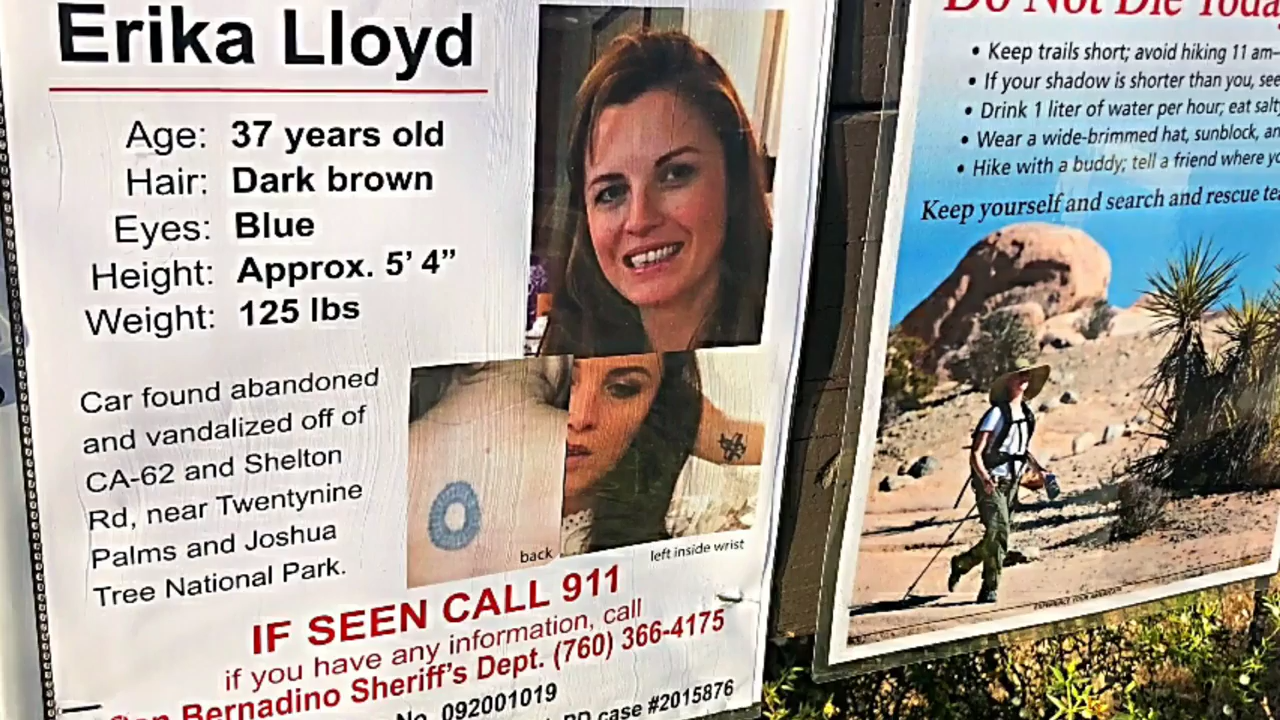 Erika Lloyd
Age: 37 years old
Hair: Dark brown
Eyes: Blue
Height: Approx. 5’ 4”
Weight: 125 lbs
Car found abandoned
and vandalized off of
CA-62 and Shelton
Rd, near Twentynine
Palms and Joshua
Tree National Park.
back
left inside wrist
IF SEEN CALL 911
if you have any information, call
Bernadino Sheriff’s Dept. (760) 366-4175
No. 092001019
PD case #2015876
Do Not Die Today
• Keep trails short; avoid hiking 11 am–
• If your shadow is shorter than you, see
• Drink 1 liter of water per hour; eat salty
• Wear a wide-brimmed hat, sunblock, an
• Hike with a buddy; tell a friend where yo
Keep yourself and search and rescue te